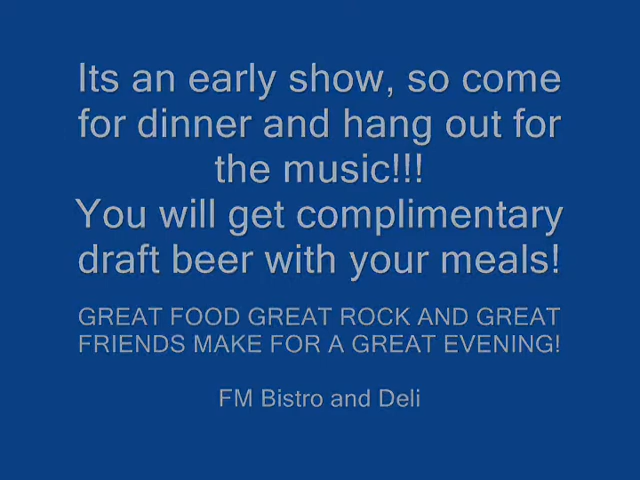 Its an early show, so come
for dinner and hang out for
the music!!!
You will get complimentary
draft beer with your meals!
GREAT FOOD GREAT ROCK AND GREAT
FRIENDS MAKE FOR A GREAT EVENING!
FM Bistro and Deli